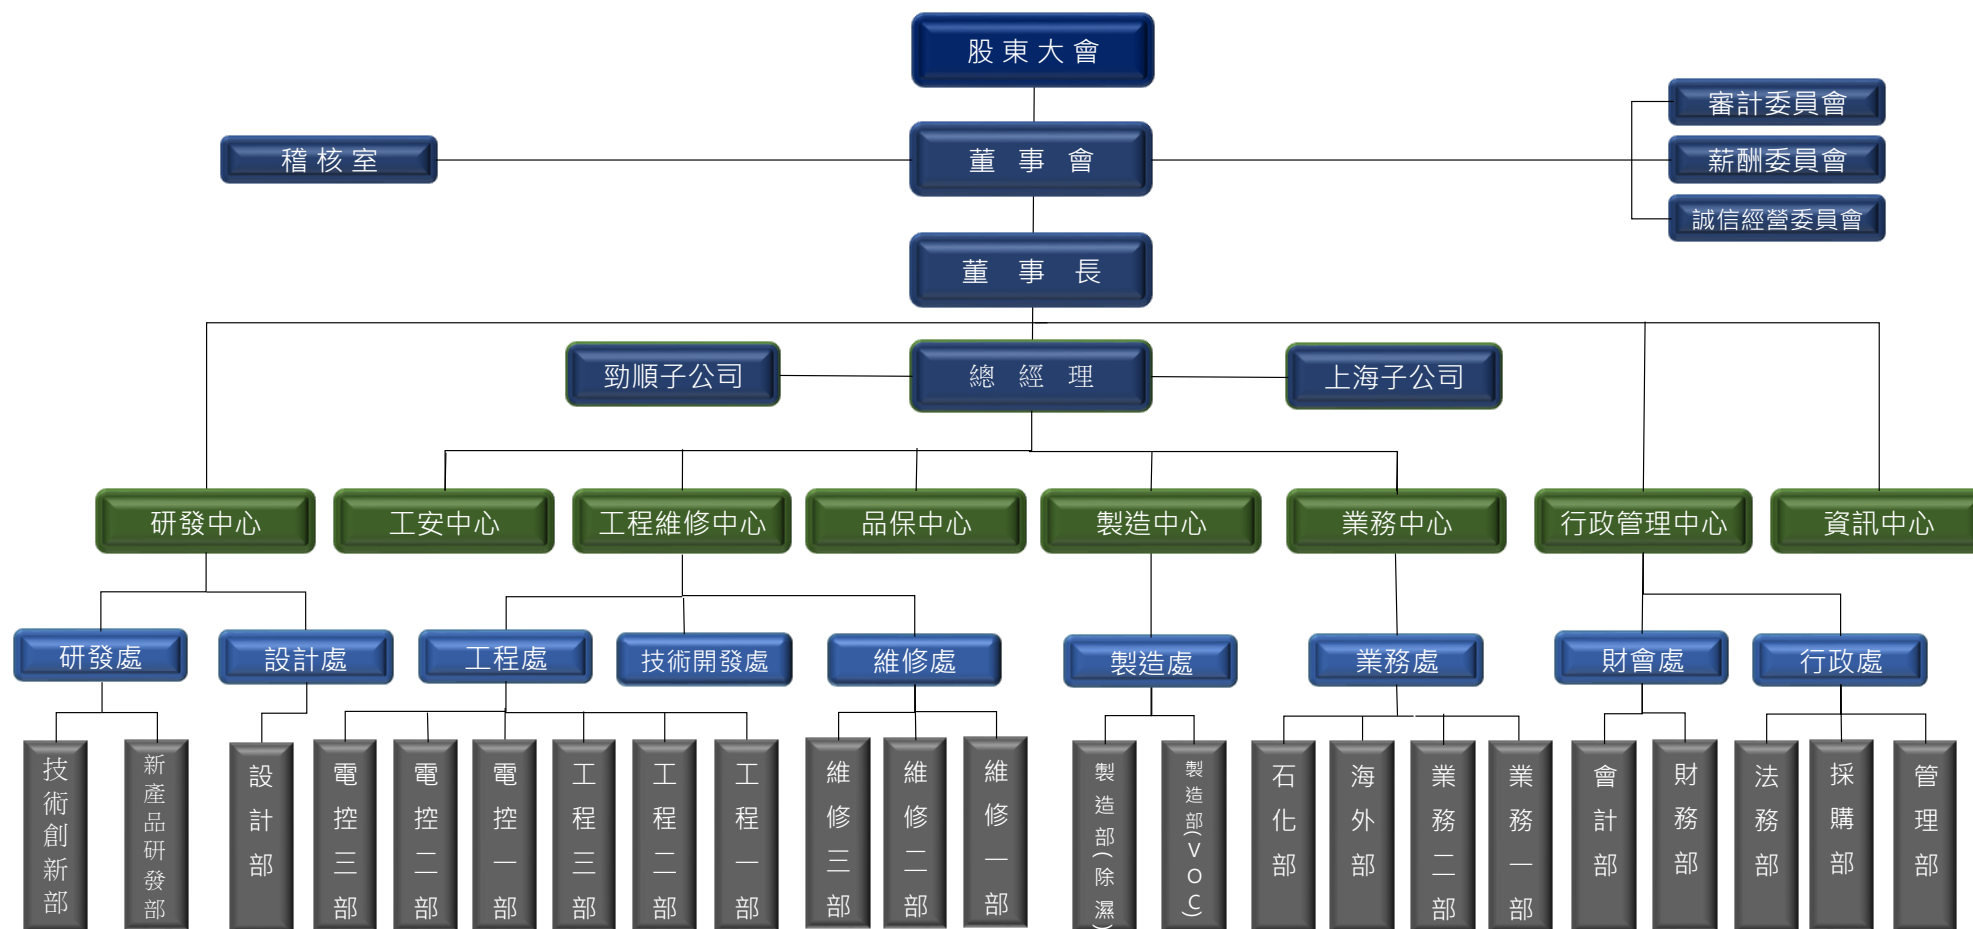 股東大會
審計委員會
稽核室
董事會
薪酬委員會
誠信經營委員會
董事長
勁順子公司
總經理
上海子公司
研發中心
工安中心
工程維修中心
品保中心
製造中心
業務中心
行政管理中心
資訊中心
研發處
設計處
工程處
技術開發處
維修處
製造處
業務處
財會處
行政處
技術創新部
新產品研發部
設計部
電控三部
電控二部
電控一部
工程三部
工程二部
工程一部
維修三部
維修二部
維修一部
製造部(除濕)
製造部(VOC)
石化部
海外部
業務二部
業務一部
會計部
財務部
法務部
採購部
管理部